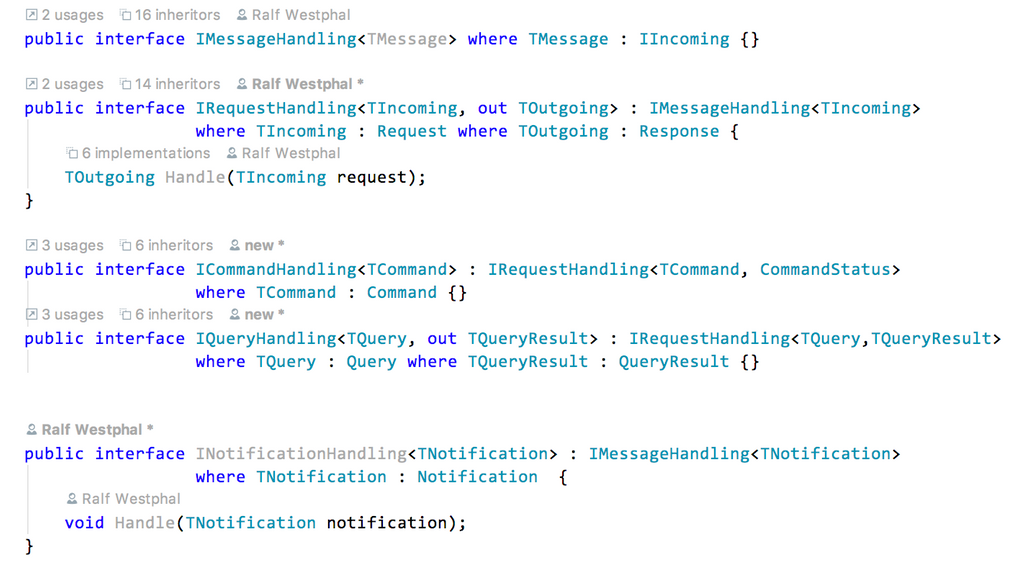 2 usages 16 inheritors Ralf Westphal
public interface IMessageHandling<TMessage> where TMessage : IIncoming {}
2 usages 14 inheritors Ralf Westphal *
public interface IRequestHandling<TIncoming, out TOutgoing> : IMessageHandling<TIncoming>
where TIncoming : Request where TOutgoing : Response {
6 implementations Ralf Westphal
TOutgoing Handle(TIncoming request);
}
3 usages 6 inheritors new *
public interface ICommandHandling<TCommand> : IRequestHandling<TCommand, CommandStatus>
where TCommand : Command {}
3 usages 6 inheritors new *
public interface IQueryHandling<TQuery, out TQueryResult> : IRequestHandling<TQuery,TQueryResult>
where TQuery : Query where TQueryResult : QueryResult {}
Ralf Westphal *
public interface INotificationHandling<TNotification> : IMessageHandling<TNotification>
where TNotification : Notification  {
Ralf Westphal
void Handle(TNotification notification);
}